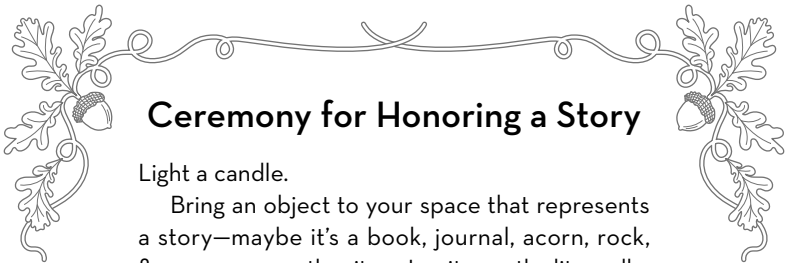 Ceremony for Honoring a Story
Light a candle.
Bring an object to your space that represents
a story—maybe it’s a book, journal, acorn, rock,